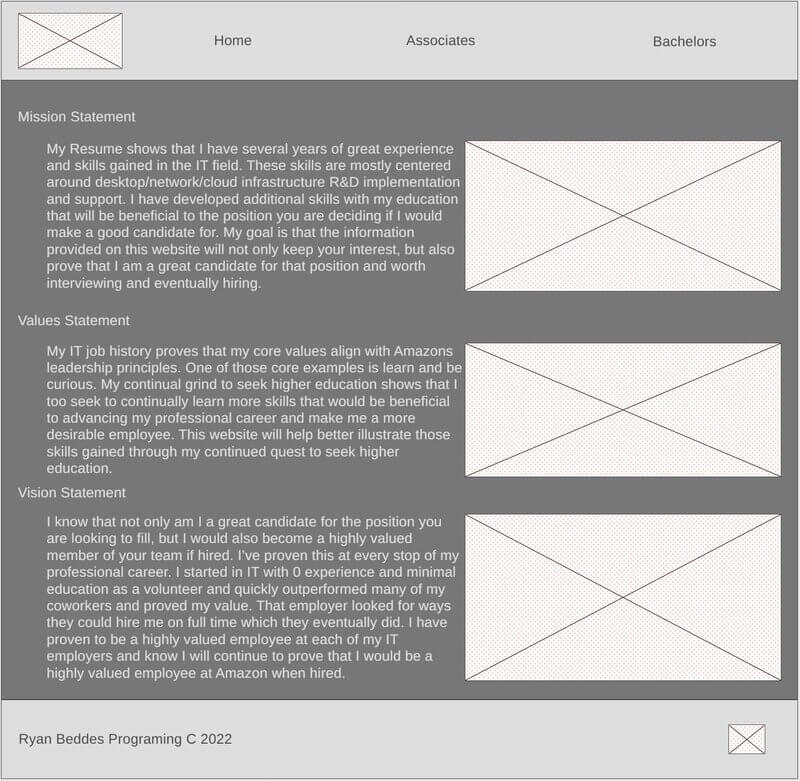 Home
Associates
Bachelors
Mission Statement
My Resume shows that I have several years of great experience
and skills gained in the IT field. These skills are mostly centered
around desktop/network/cloud infrastructure R&D implementation
and support. I have developed additional skills with my education
that will be beneficial to the position you are deciding if I would
make a good candidate for. My goal is that the information
provided on this website will not only keep your interest, but also
prove that I am a great candidate for that position and worth
interviewing and eventually hiring.
Values Statement
My IT job history proves that my core values align with Amazons
leadership principles. One of those core examples is learn and be
curious. My continual grind to seek higher education shows that I
too seek to continually learn more skills that would be beneficial
to advancing my professional career and make me a more
desirable employee. This website will help better illustrate those
skills gained through my continued quest to seek higher
education.
Vision Statement
I know that not only am I a great candidate for the position you
are looking to fill, but I would also become a highly valued
member of your team if hired. I've proven this at every stop of my
professional career. I started in IT with 0 experience and minimal
education as a volunteer and quickly outperformed many of my
coworkers and proved my value. That employer looked for ways
they could hire me on full time which they eventually did. I have
proven to be a highly valued employee at each of my IT
employers and know I will continue to prove that I would be a
highly valued employee at Amazon when hired.
Ryan Beddes Programing C 2022